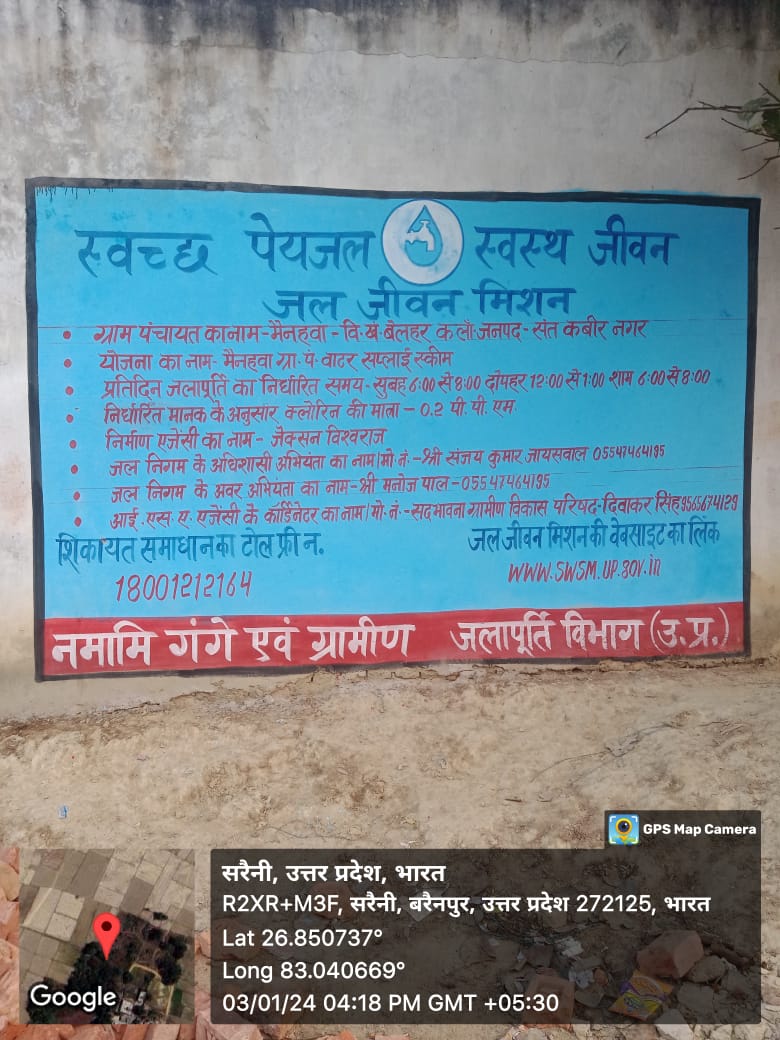 स्वच्छ पेयजल स्वस्थ जीवन
जल जीवन मिशन
• ग्राम पंचायत का नाम-मैनहवा - वि.खं बेलहर कलाँ.जनपद-संत कबीर नगर
• योजना का नाम- मैनहवा ग्रा.पं. वाटर सप्लाई स्कीम
• प्रतिदिन जलापूर्ति का निर्धारित समय-सुबह 6:00 से 8:00 दोपहर 12:00 से 1:00 शाम 6:00 से 8:00
• निर्धारित मानक के अनुसार क्लोरिन की मात्रा - 0.2 पी.पी.एम.
• निर्माण एजेंसी का नाम- जैक्सन विश्वराज
• जल निगम के अधिशासी अभियंता का नाम/मो.नं.-श्री संजय कुमार जायसवाल 05547464195
• जल निगम के अवर अभियंता का नाम-श्री मनोज पाल-05547464195
• आई.एस.ए.एजेंसी के कॉर्डिनेटर का नाम/मो.नं.-सदभावना ग्रामीण विकास परिषद-दिवाकर सिंह 9565674129
शिकायत समाधान का टोल फ्री न.
18001212164
जल जीवन मिशन की वेबसाइट का लिंक
WWW.SWSM.UP.GOV.in
नमामि गंगे एवं ग्रामीण जलापूर्ति विभाग (उ.प्र.)
GPS Map Camera
सरैनी, उत्तर प्रदेश, भारत
R2XR+M3F, सरैनी, बरैनपुर, उत्तर प्रदेश 272125, भारत
Lat 26.850737°
Long 83.040669°
03/01/24 04:18 PM GMT +05:30
Google